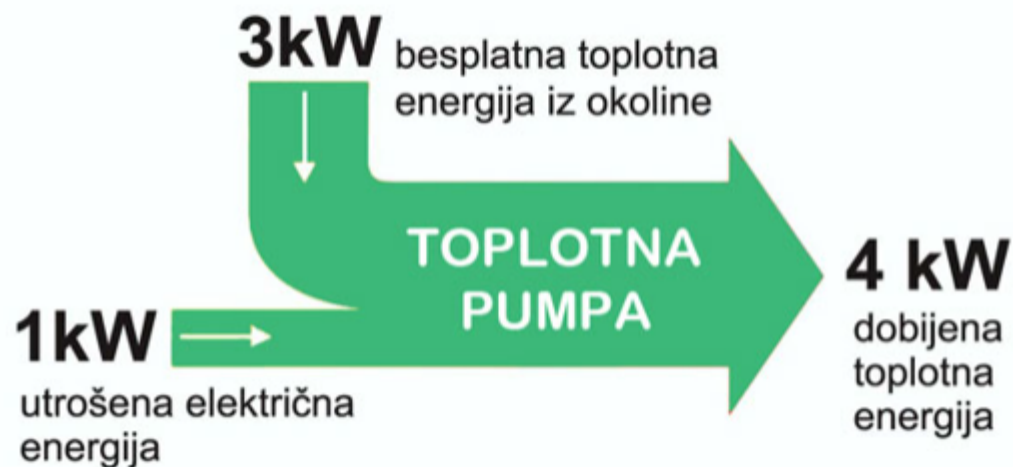 3kW besplatna toplotna
energija iz okoline
TOPLOTNA
PUMPA
4 kW
dobijena
toplotna
energija
1kW
utrošena električna
energija